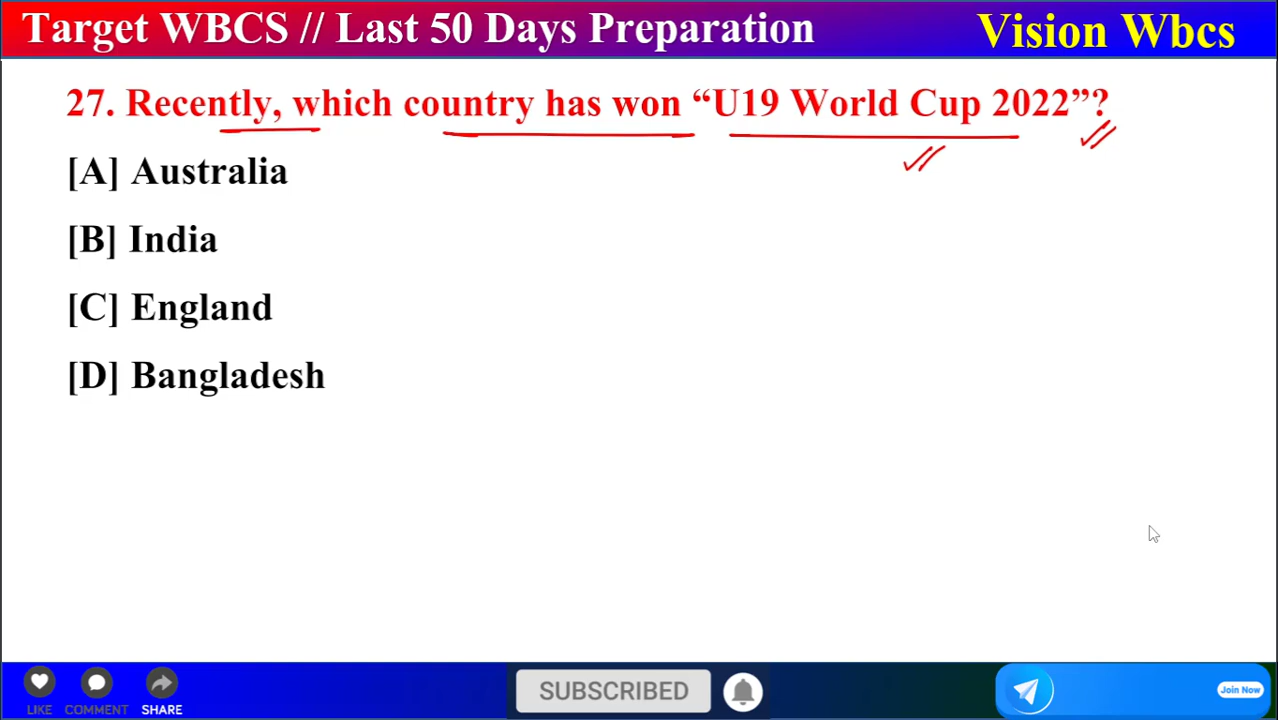 Target WBCS // Last 50 Days Preparation
Vision Wbcs
27. Recently, which country has won “U19 World Cup 2022”?
[A] Australia
[B] India
[C] England
[D] Bangladesh
LIKE COMMENT SHARE
SUBSCRIBED
Join Now